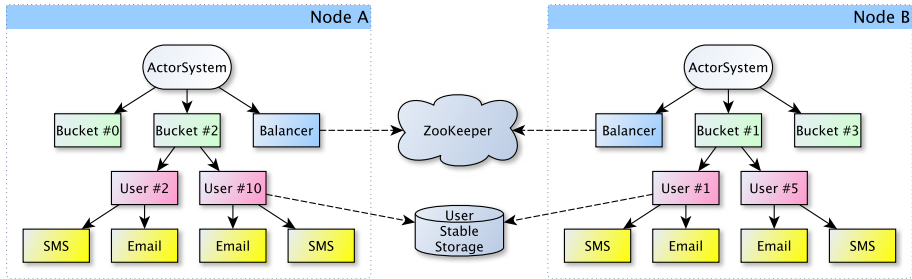 Node A
Node B
ActorSystem
ActorSystem
Bucket #0
Bucket #2
Balancer
ZooKeeper
Balancer
Bucket #1
Bucket #3
User #2
User #10
User #1
User #5
User
Stable
Storage
SMS
Email
Email
SMS
SMS
Email
Email
SMS